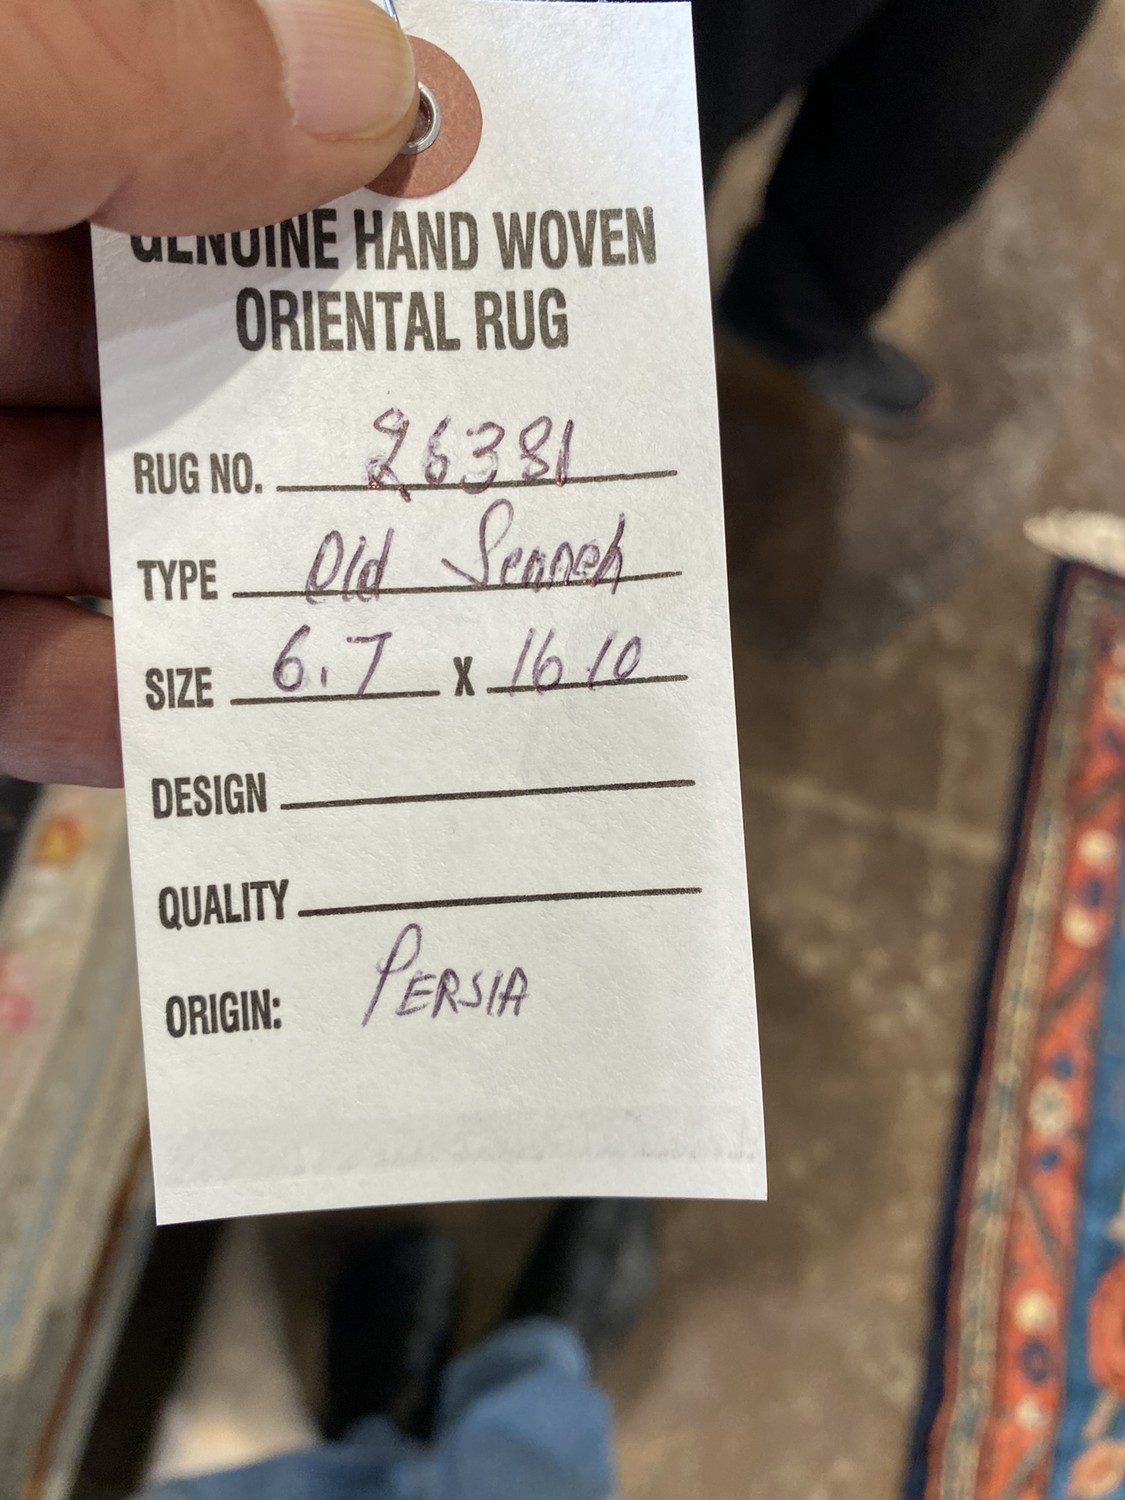 GENUINE HAND WOVEN
ORIENTAL RUG
RUG NO. 26381
TYPE Old Senneh
SIZE 6.7 X 16 10
DESIGN
QUALITY
ORIGIN: PERSIA